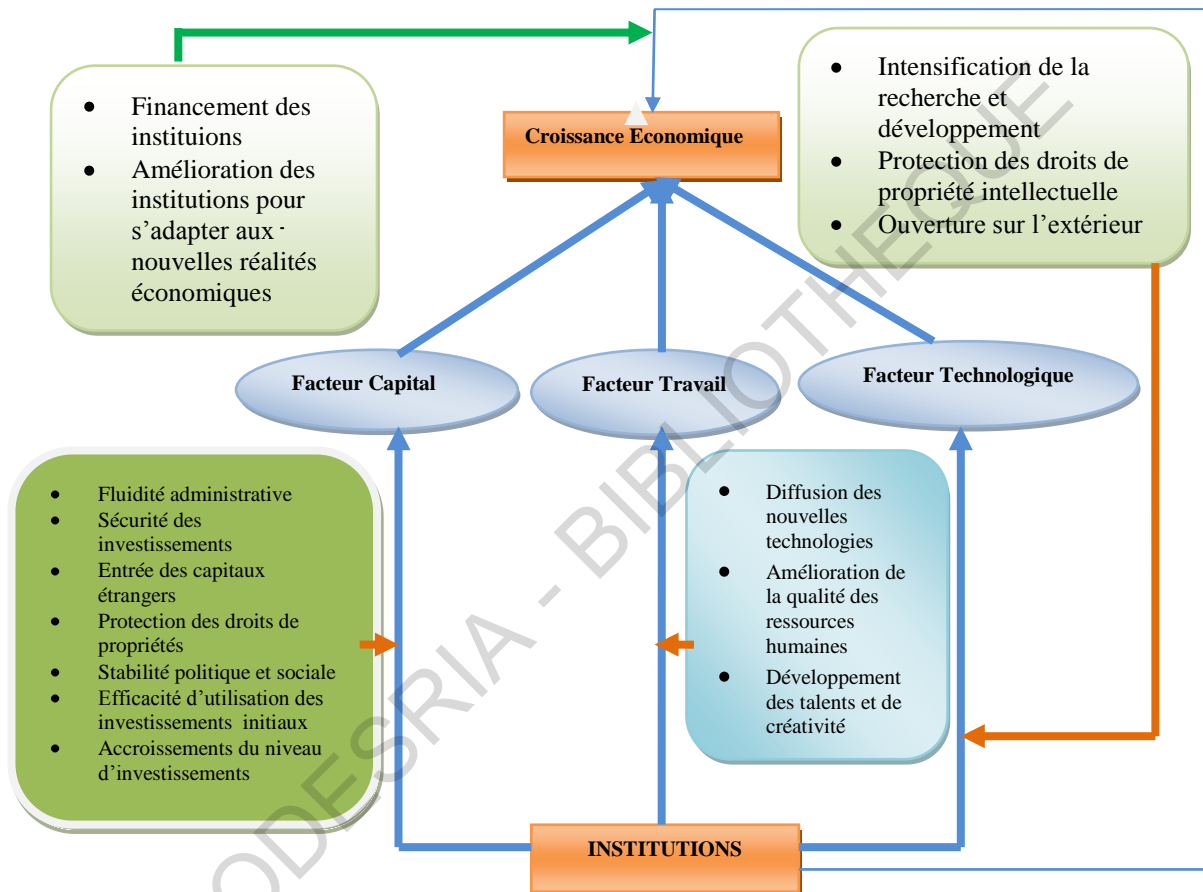 • Financement des
instituions
• Amélioration des
institutions pour
s’adapter aux
nouvelles réalités
économiques
Croissance Economique
• Intensification de la
recherche et
développement
• Protection des droits de
propriété intellectuelle
• Ouverture sur l’extérieur
Facteur Capital
Facteur Travail
Facteur Technologique
• Fluidité administrative
• Sécurité des
investissements
• Entrée des capitaux
étrangers
• Protection des droits de
propriétés
• Stabilité politique et sociale
• Efficacité d’utilisation des
investissements initiaux
• Accroissements du niveau
d’investissements
• Diffusion des
nouvelles
technologies
• Amélioration de
la qualité des
ressources
humaines
• Développement
des talents et de
créativité
INSTITUTIONS
ODESRIA - BIBLIOTHEQUE